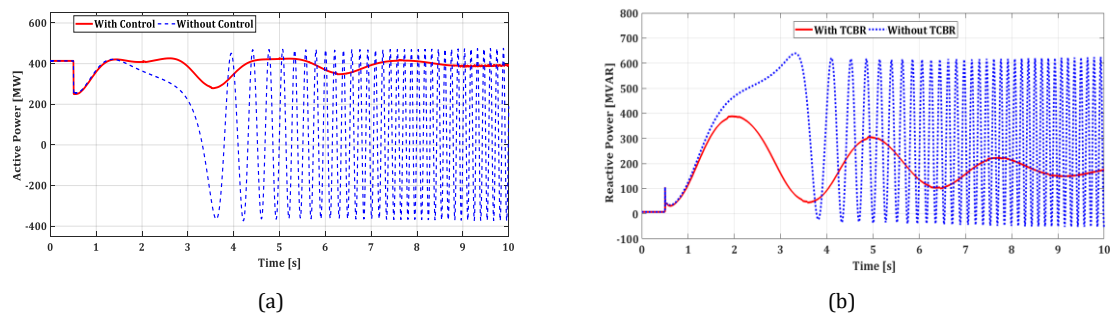 With Control Without Control
Active Power [MW]
600
400
200
0
-200
-400
0 1 2 3 4 5 6 7 8 9 10
Time [s]
(a)
With TCBR Without TCBR
Reactive Power [MVAR]
800
700
600
500
400
300
200
100
0
-100
0 1 2 3 4 5 6 7 8 9 10
Time [s]
(b)